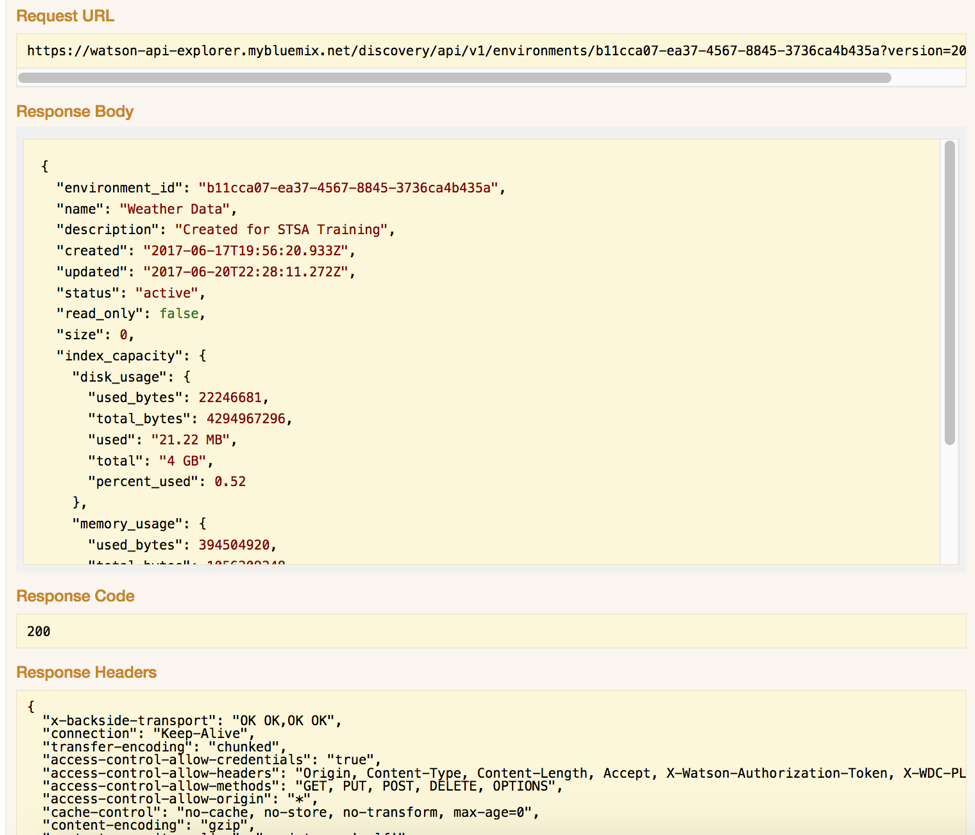 Request URL
https://watson-api-explorer.mybluemix.net/discovery/api/v1/environments/b11cca07-ea37-4567-8845-3736ca4b435a?version=20
Response Body
{
"environment_id": "b11cca07-ea37-4567-8845-3736ca4b435a",
"name": "Weather Data",
"description": "Created for STSA Training",
"created": "2017-06-17T19:56:20.933Z",
"updated": "2017-06-20T22:28:11.272Z",
"status": "active",
"read_only": false,
"size": 0,
"index_capacity": {
"disk_usage": {
"used_bytes": 22246681,
"total_bytes": 4294967296,
"used": "21.22 MB",
"total": "4 GB",
"percent_used": 0.52
},
"memory_usage": {
"used_bytes": 394504920,
"total_bytes":
Response Code
200
Response Headers
{
"x-backside-transport": "OK OK,OK OK",
"connection": "Keep-Alive",
"transfer-encoding": "chunked",
"access-control-allow-credentials": "true",
"access-control-allow-headers": "Origin, Content-Type, Content-Length, Accept, X-Watson-Authorization-Token, X-WDC-PL
"access-control-allow-methods": "GET, PUT, POST, DELETE, OPTIONS",
"access-control-allow-origin": "*",
"cache-control": "no-cache, no-store, no-transform, max-age=0",
"content-encoding": "gzip",